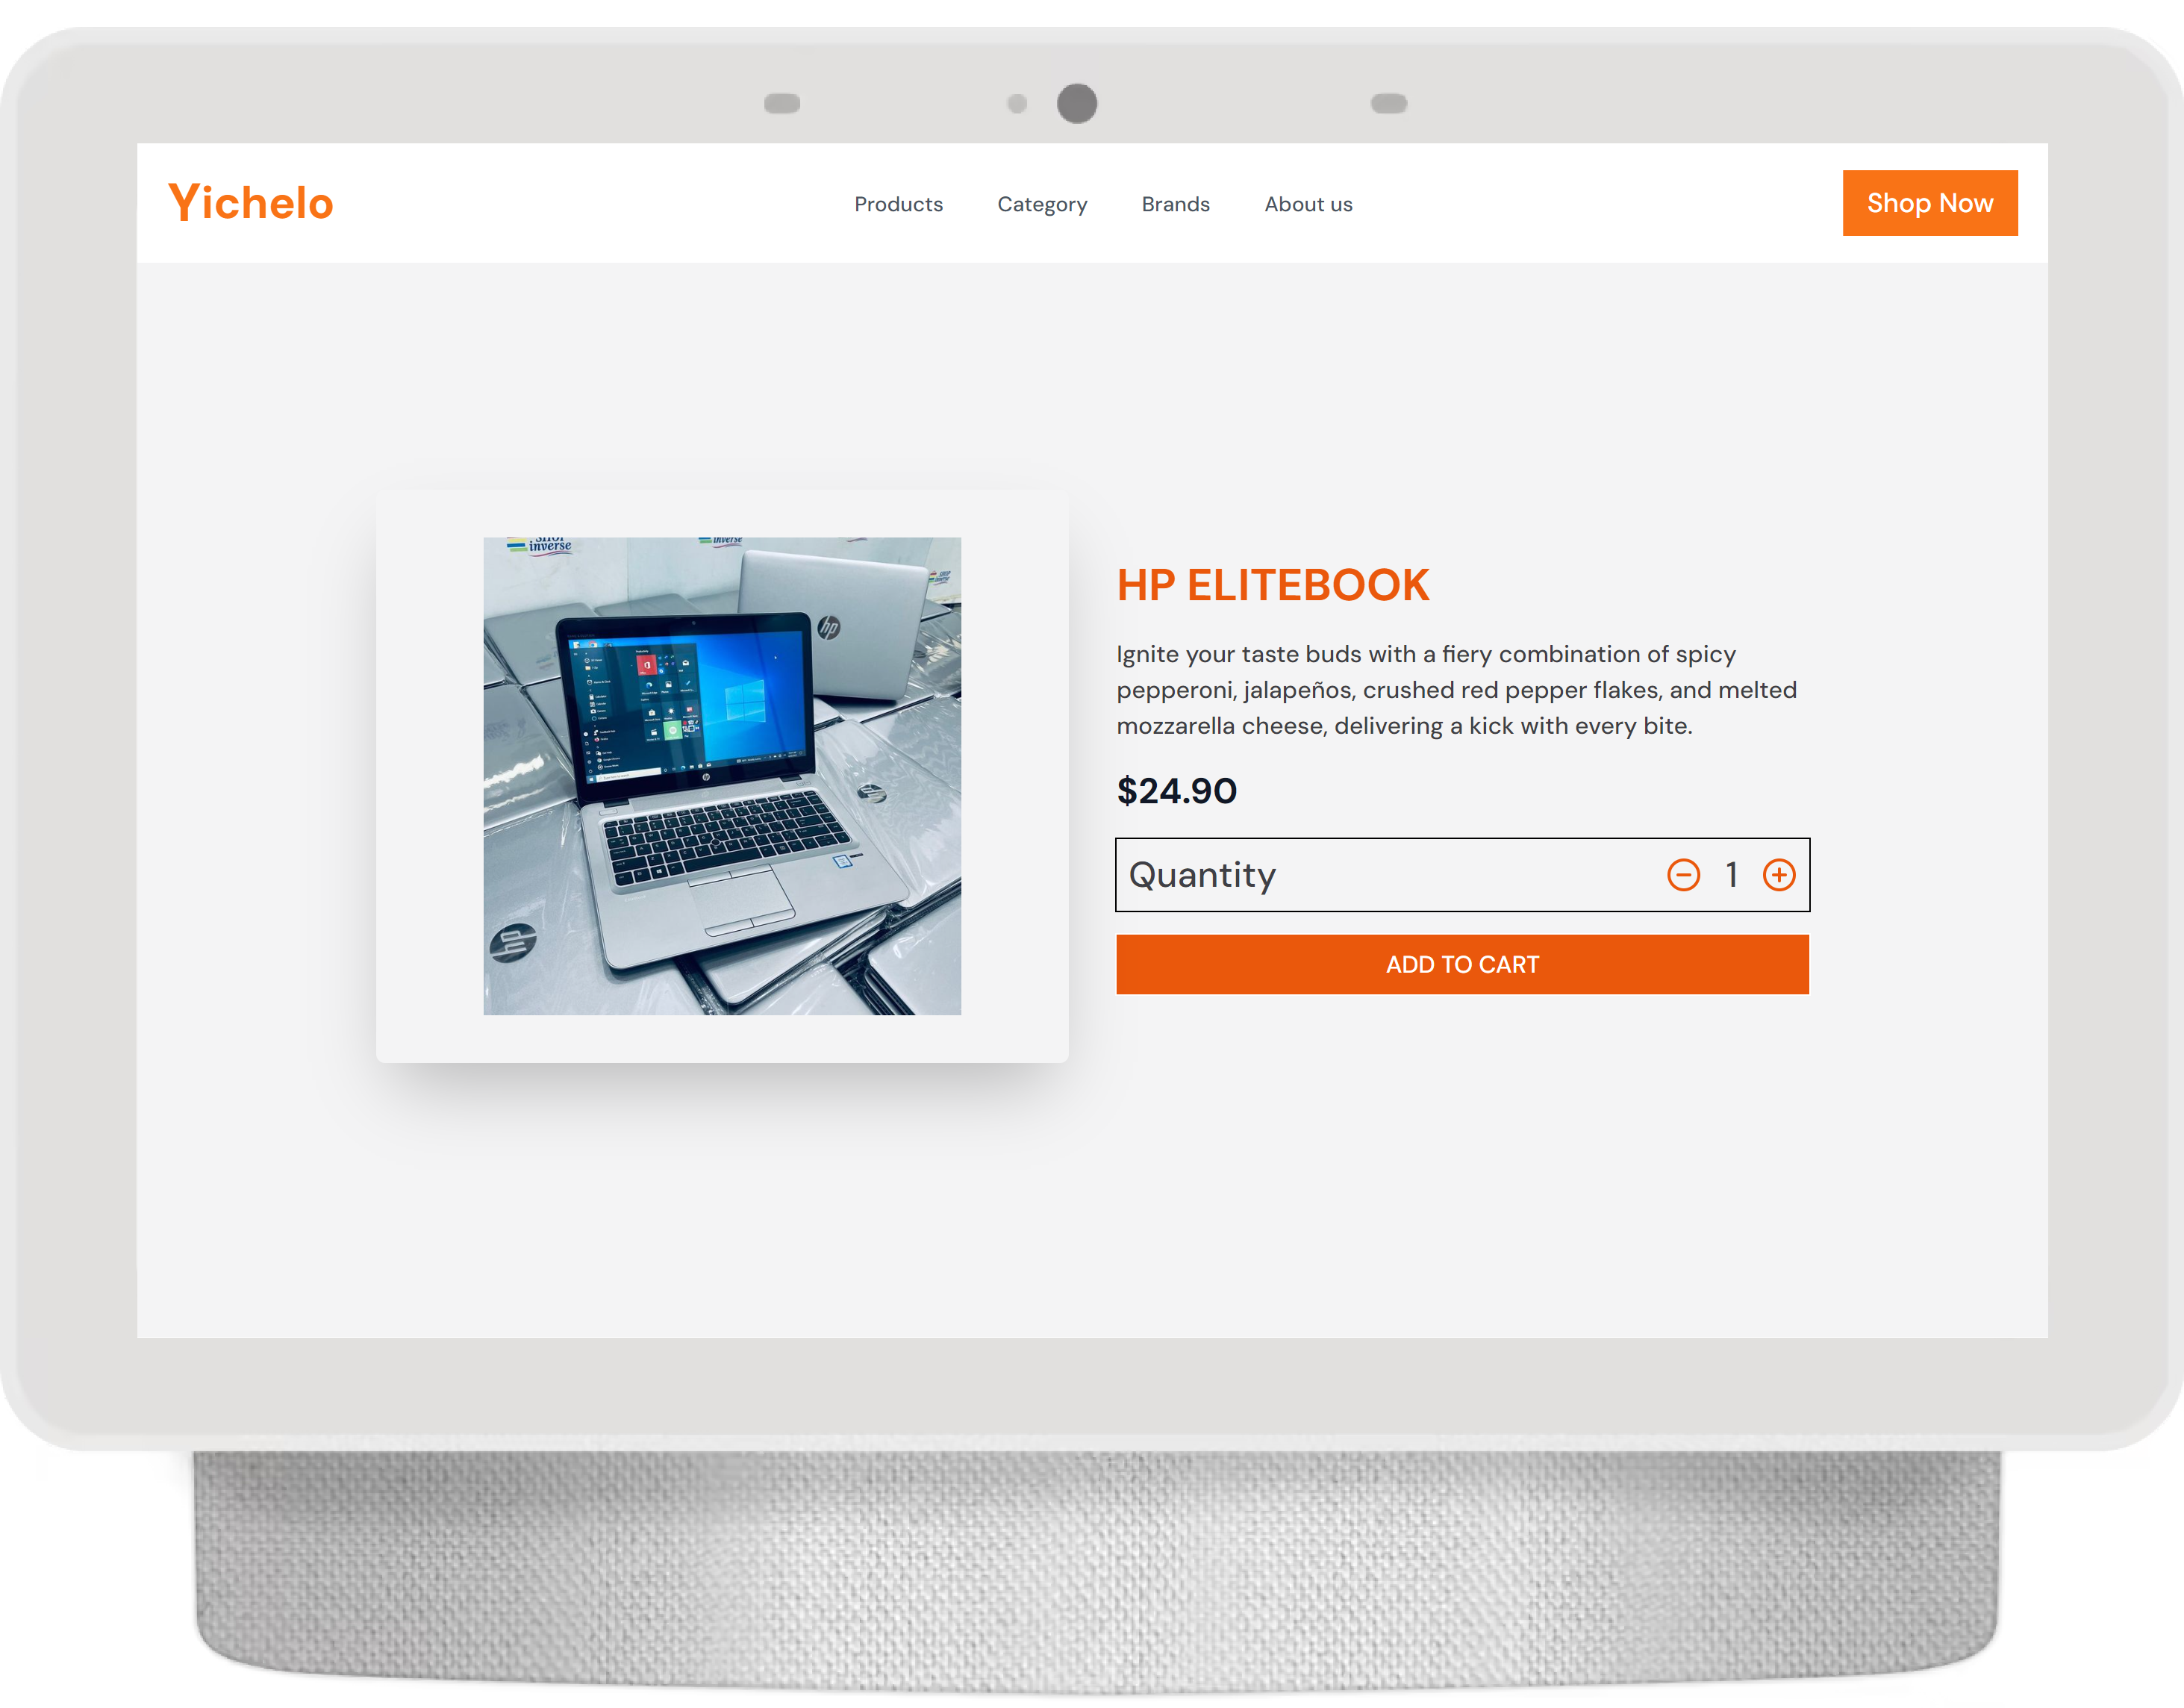 Yichelo
Products Category Brands About us
Shop Now
SHOP
inverse
inverse
hp
HP ELITEBOOK
Ignite your taste buds with a fiery combination of spicy
pepperoni, jalapeños, crushed red pepper flakes, and melted
mozzarella cheese, delivering a kick with every bite.
$24.90
Quantity 1
ADD TO CART